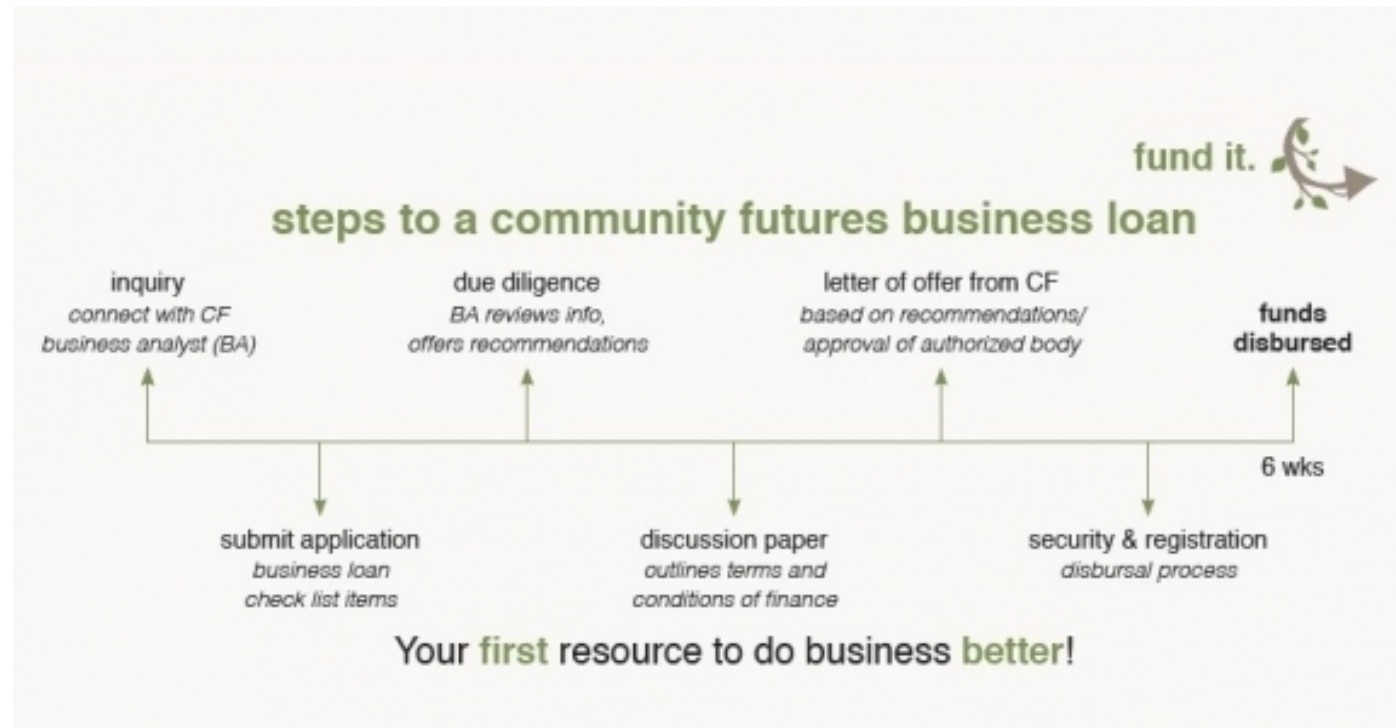 fund it.
steps to a community futures business loan
inquiry
connect with CF
business analyst (BA)
due diligence
BA reviews info,
offers recommendations
letter of offer from CF
based on recommendations/
approval of authorized body
funds
disbursed
6 wks
submit application
business loan
check list items
discussion paper
outlines terms and
conditions of finance
security & registration
disbursal process
Your first resource to do business better!